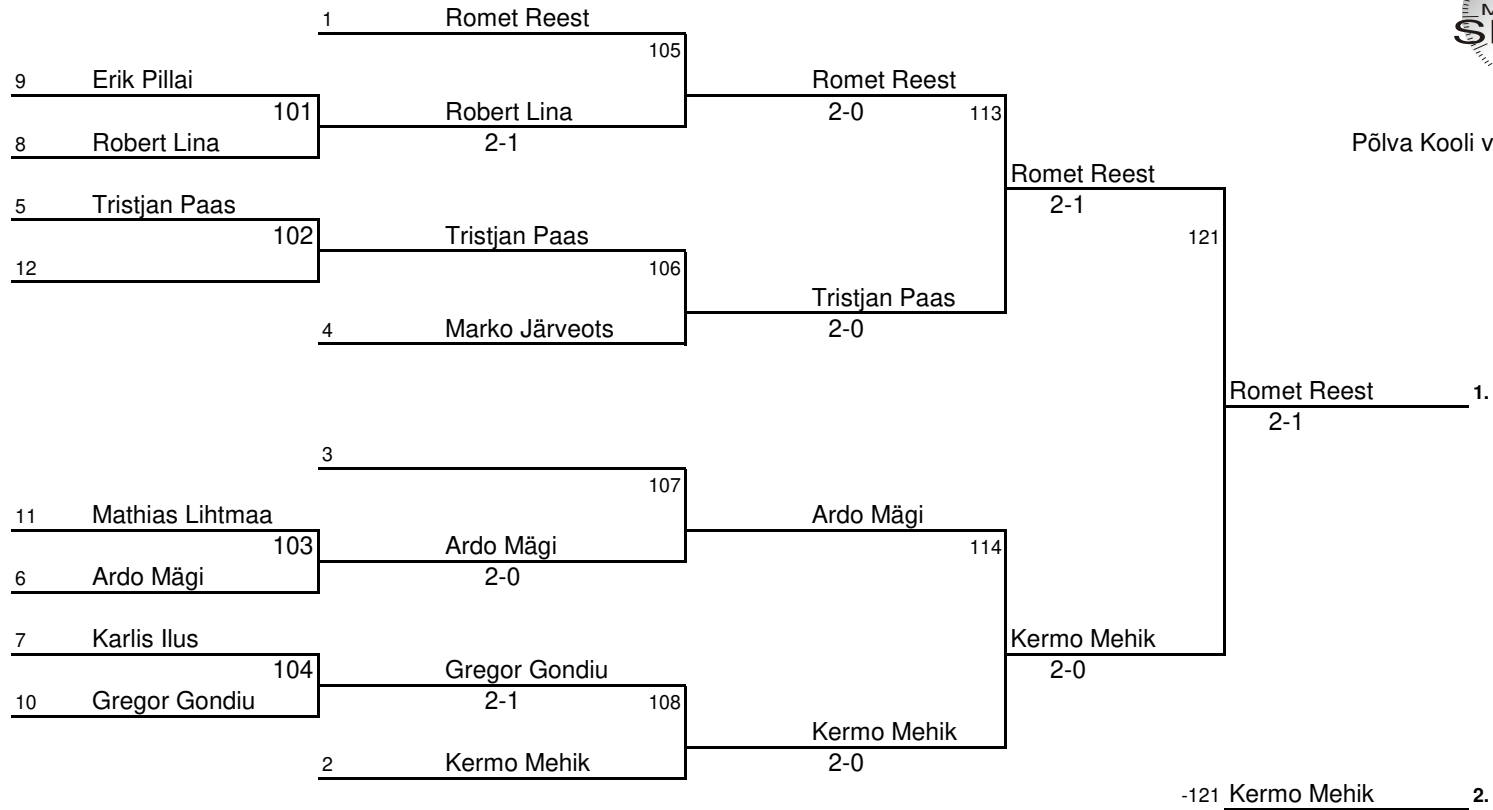 1 Romet Reest
105
9 Erik Pillai Romet Reest
101 Robert Lina 2-0 113
8 Robert Lina 2-1 Põlva Kooli v
Romet Reest
5 Tristjan Paas 2-1
102 Tristjan Paas 121
12 106
Tristjan Paas
4 Marko Järveots 2-0
Romet Reest 1.
2-1
3
107
11 Mathias Lihtmaa Ardo Mägi
103 Ardo Mägi 114
6 Ardo Mägi 2-0
7 Karlis Ilus Kermo Mehik
104 Gregor Gondiu 2-0
10 Gregor Gondiu 2-1 108
Kermo Mehik
2 Kermo Mehik 2-0
-121 Kermo Mehik 2.